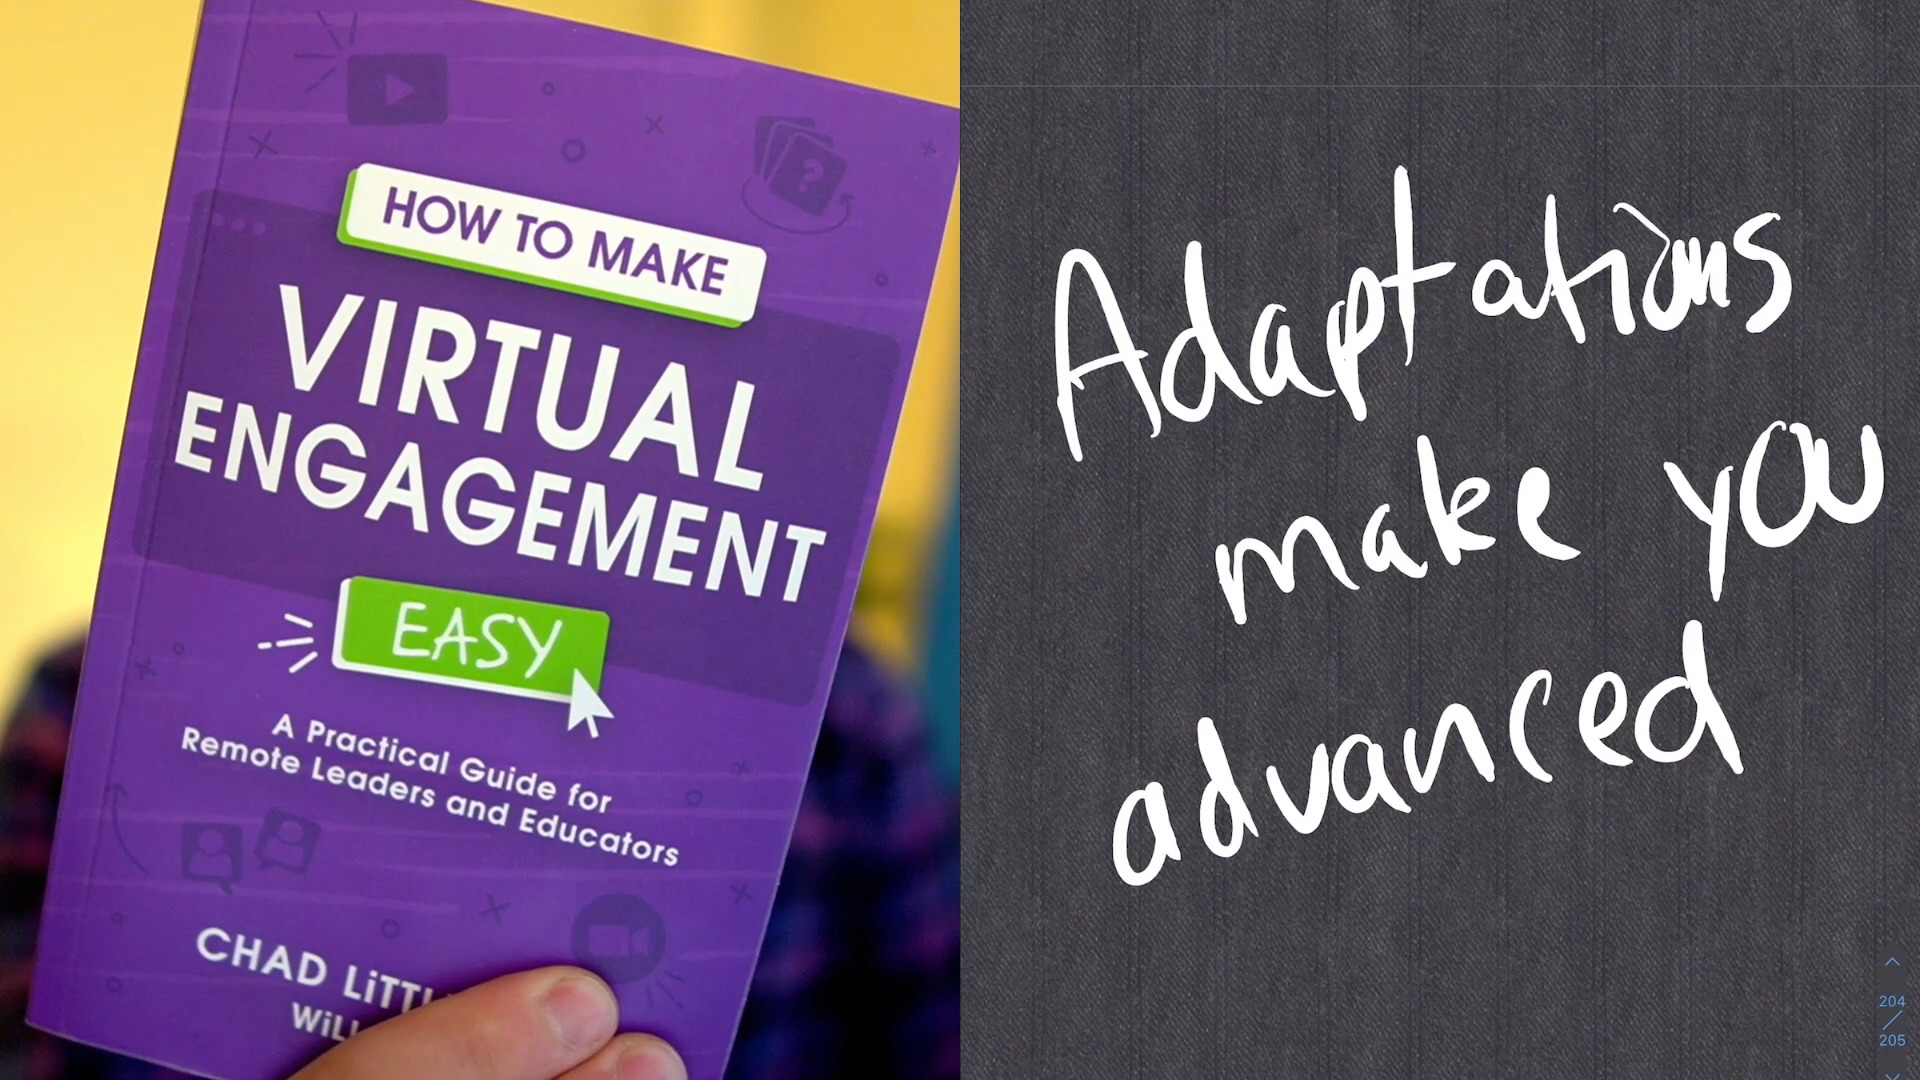 HOW TO MAKE
VIRTUAL
ENGAGEMENT
EASY
A Practical Guide for
Remote Leaders and Educators
CHAD
Adaptations
make you
advanced
204
205